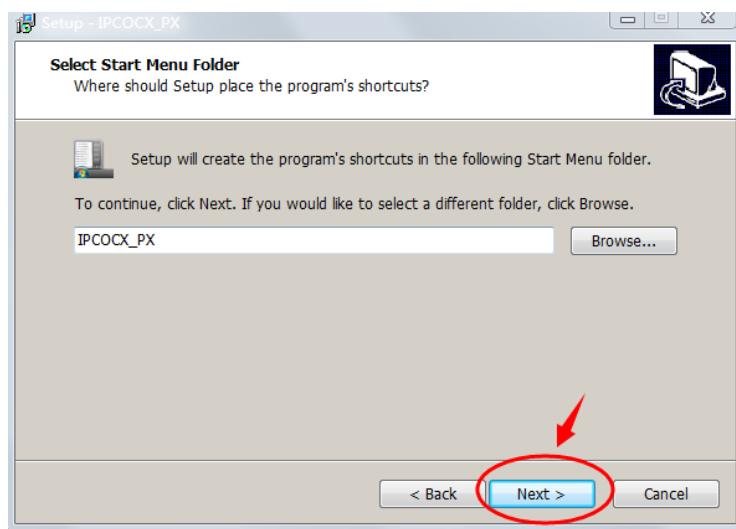 Setup - IPCOCX_PX
Select Start Menu Folder
Where should Setup place the program's shortcuts?
Setup will create the program's shortcuts in the following Start Menu folder.
To continue, click Next. If you would like to select a different folder, click Browse.
IPCOCX_PX
Browse...
< Back
Next >
Cancel